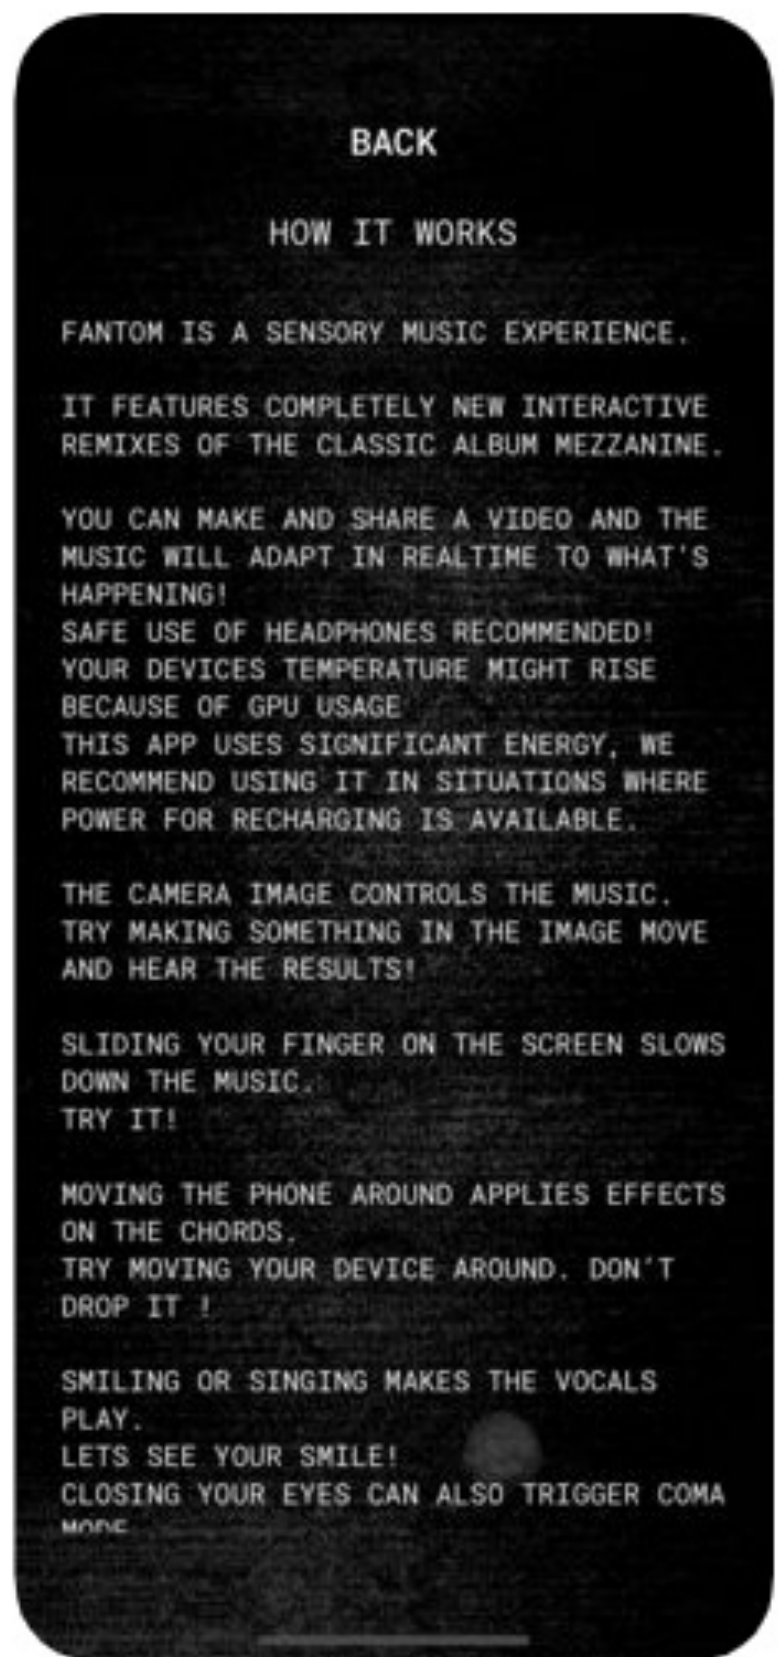 BACK
HOW IT WORKS
FANTOM IS A SENSORY MUSIC EXPERIENCE.
IT FEATURES COMPLETELY NEW INTERACTIVE
REMIXES OF THE CLASSIC ALBUM MEZZANINE.
YOU CAN MAKE AND SHARE A VIDEO AND THE
MUSIC WILL ADAPT IN REALTIME TO WHAT'S
HAPPENING!
SAFE USE OF HEADPHONES RECOMMENDED!
YOUR DEVICES TEMPERATURE MIGHT RISE
BECAUSE OF GPU USAGE
THIS APP USES SIGNIFICANT ENERGY, WE
RECOMMEND USING IT IN SITUATIONS WHERE
POWER FOR RECHARGING IS AVAILABLE.
THE CAMERA IMAGE CONTROLS THE MUSIC.
TRY MAKING SOMETHING IN THE IMAGE MOVE
AND HEAR THE RESULTS!
SLIDING YOUR FINGER ON THE SCREEN SLOWS
DOWN THE MUSIC.
TRY IT!
MOVING THE PHONE AROUND APPLIES EFFECTS
ON THE CHORDS.
TRY MOVING YOUR DEVICE AROUND. DON'T
DROP IT !
SMILING OR SINGING MAKES THE VOCALS
PLAY.
LETS SEE YOUR SMILE!
CLOSING YOUR EYES CAN ALSO TRIGGER COMA
MODE